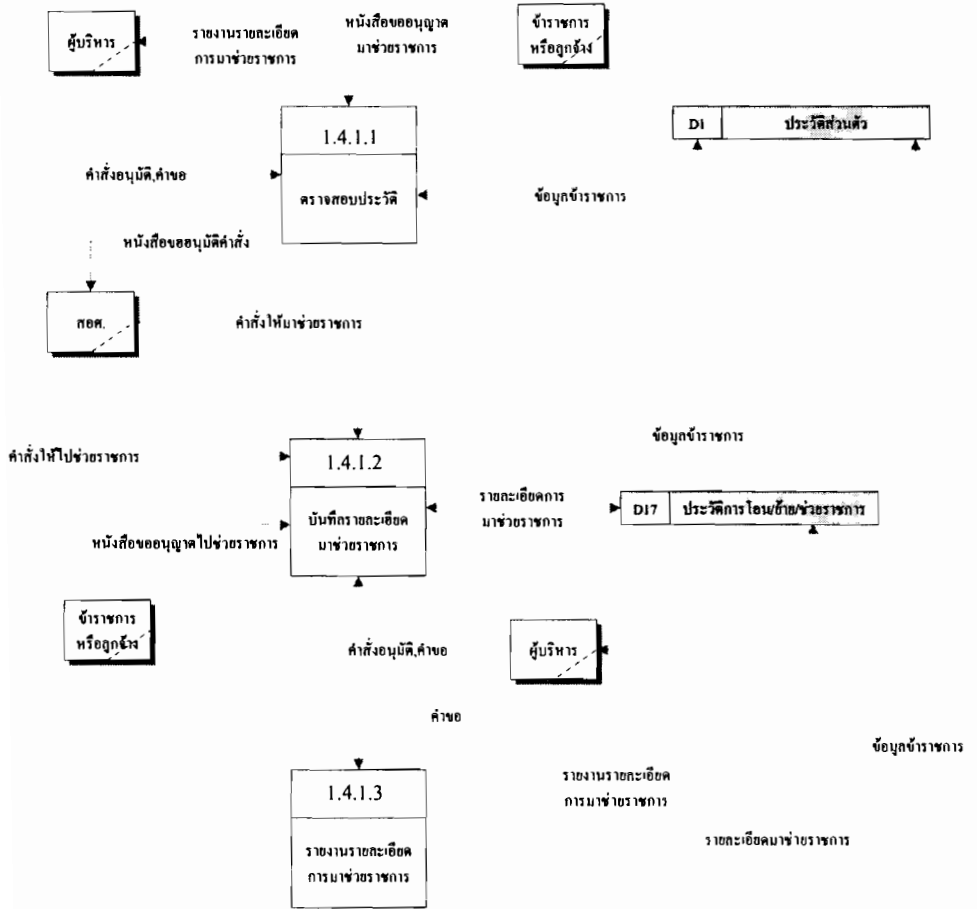 ผู้บริหาร
รายงานรายละเอียด
การมาช่วยราชการ
หนังสือขออนุญาต
มาช่วยราชการ
ข้าราชการ
หรือลูกจ้าง
1.4.1.1
ตรวจสอบประวัติ
D1 ประวัติส่วนตัว
คำสั่งอนุมัติ,คำขอ
ข้อมูลข้าราชการ
หนังสือขออนุมัติคำสั่ง
สอศ.
คำสั่งให้มาช่วยราชการ
ข้อมูลข้าราชการ
คำสั่งให้ไปช่วยราชการ
1.4.1.2
บันทึกรายละเอียด
มาช่วยราชการ
รายละเอียดการ
มาช่วยราชการ
D17 ประวัติการโอน/ย้าย/ช่วยราชการ
หนังสือขออนุญาตไปช่วยราชการ
ข้าราชการ
หรือลูกจ้าง
คำสั่งอนุมัติ,คำขอ
ผู้บริหาร
คำขอ
ข้อมูลข้าราชการ
1.4.1.3
รายงานรายละเอียด
การมาช่วยราชการ
รายงานรายละเอียด
การมาช่วยราชการ
รายละเอียดมาช่วยราชการ